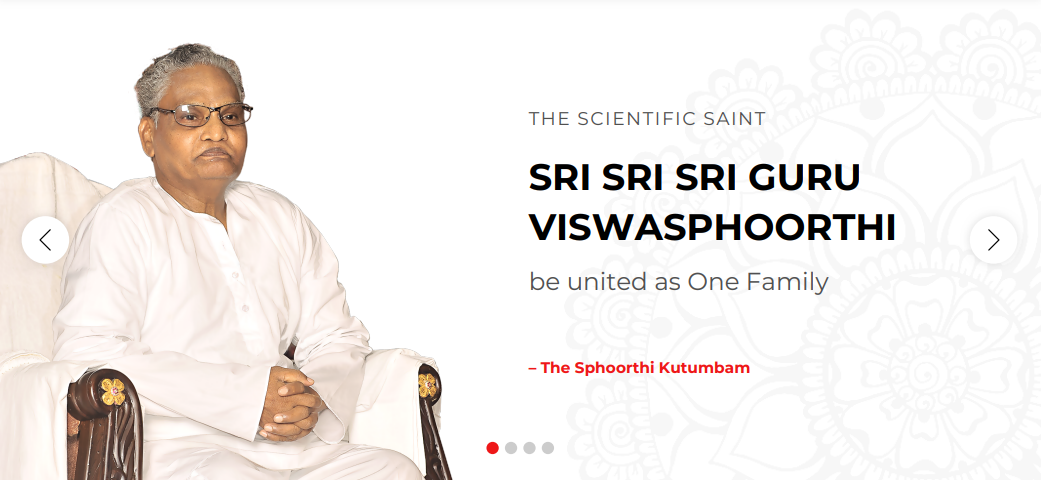 THE SCIENTIFIC SAINT
SRI SRI SRI GURU
VISWASPHOORTHI
be united as One Family
– The Sphoorthi Kutumbam